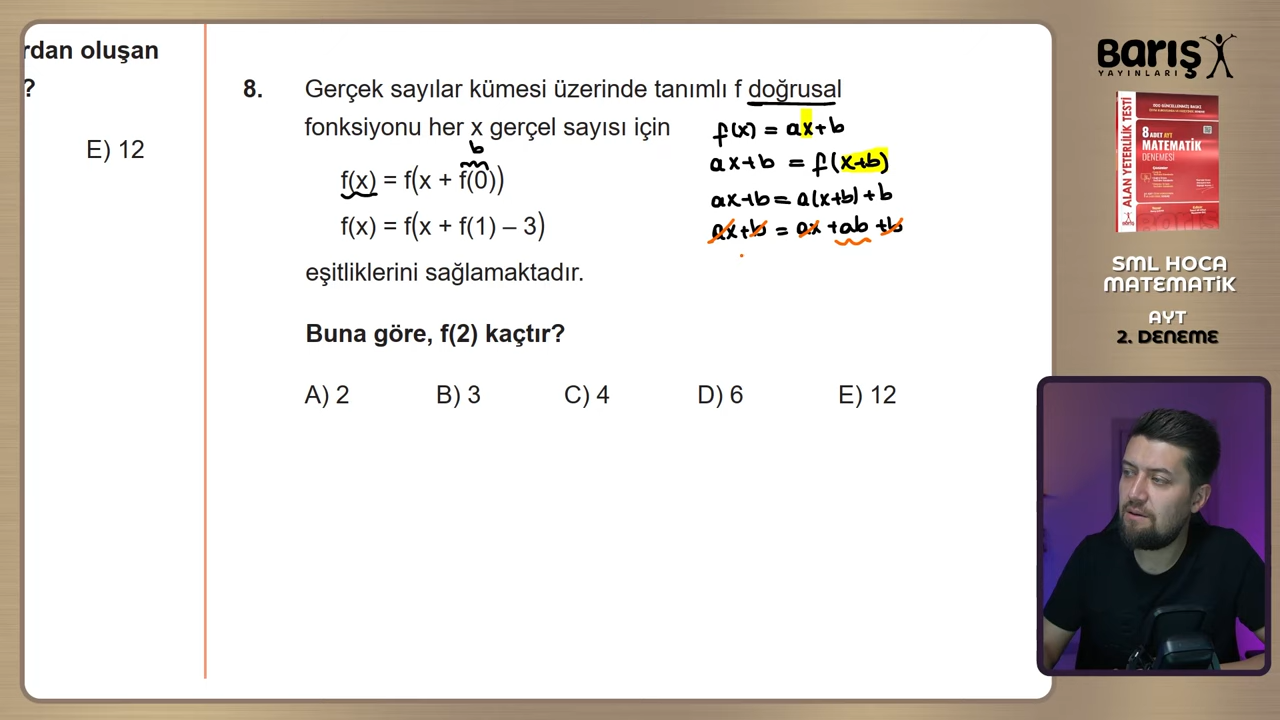 rdan oluşan
?
E) 12
8. Gerçek sayılar kümesi üzerinde tanımlı f doğrusal
fonksiyonu her x gerçel sayısı için
b
f(x) = f(x + f(0))
f(x) = f(x + f(1) – 3)
eşitliklerini sağlamaktadır.
Buna göre, f(2) kaçtır?
A) 2 B) 3 C) 4 D) 6 E) 12
f(x) = ax+b
ax+b = f(x+b)
ax+b = a(x+b)+b
ax+b = ax+ab+b
BARIŞ
YAYINLARI
ALAN YETERLİLİK TESTİ
8 ADET AYT
MATEMATİK
DENEMESİ
SML HOCA
MATEMATİK
AYT
2. DENEME